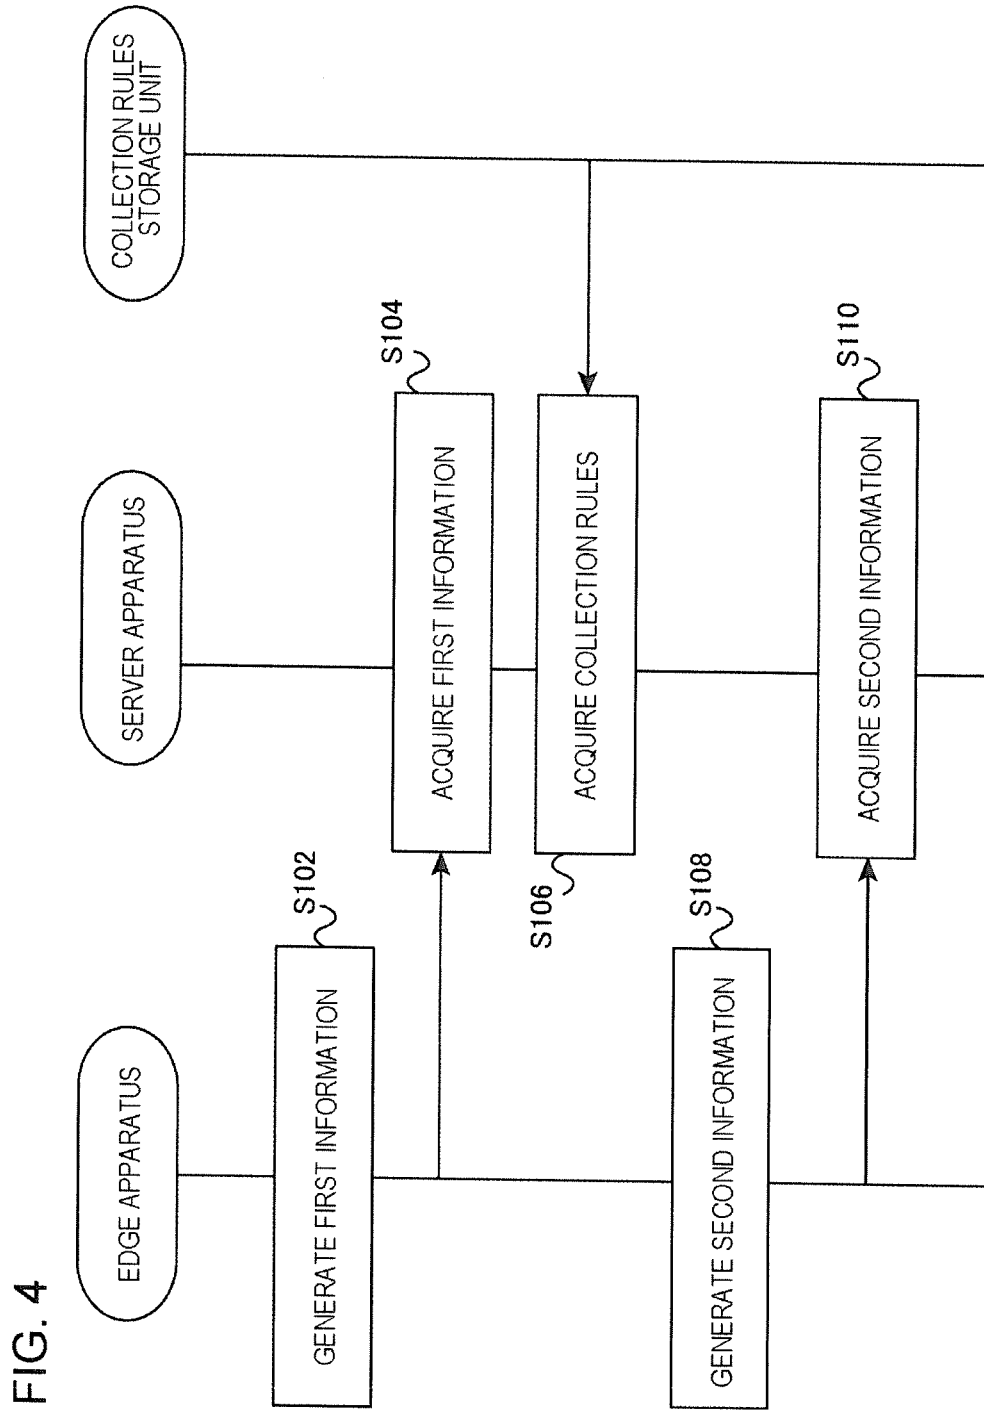 FIG. 4
EDGE APPARATUS
SERVER APPARATUS
COLLECTION RULES
STORAGE UNIT
S102
GENERATE FIRST INFORMATION
S104
ACQUIRE FIRST INFORMATION
S106
ACQUIRE COLLECTION RULES
S108
GENERATE SECOND INFORMATION
S110
ACQUIRE SECOND INFORMATION